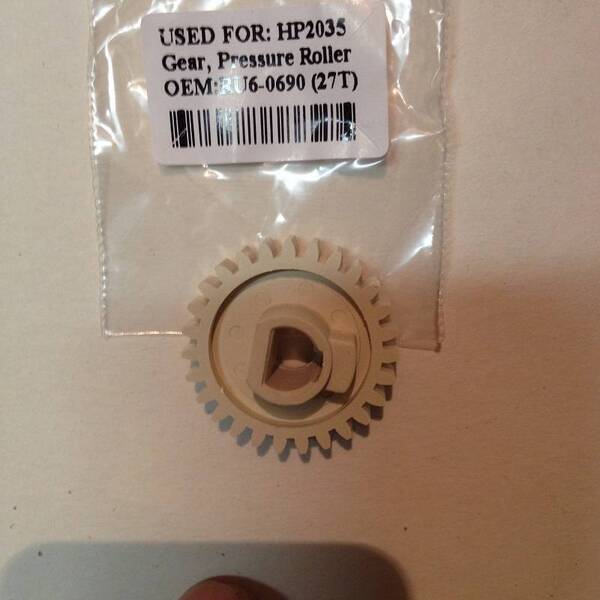 USED FOR: HP2035
Gear, Pressure Roller
OEM:RU6-0690 (27T)